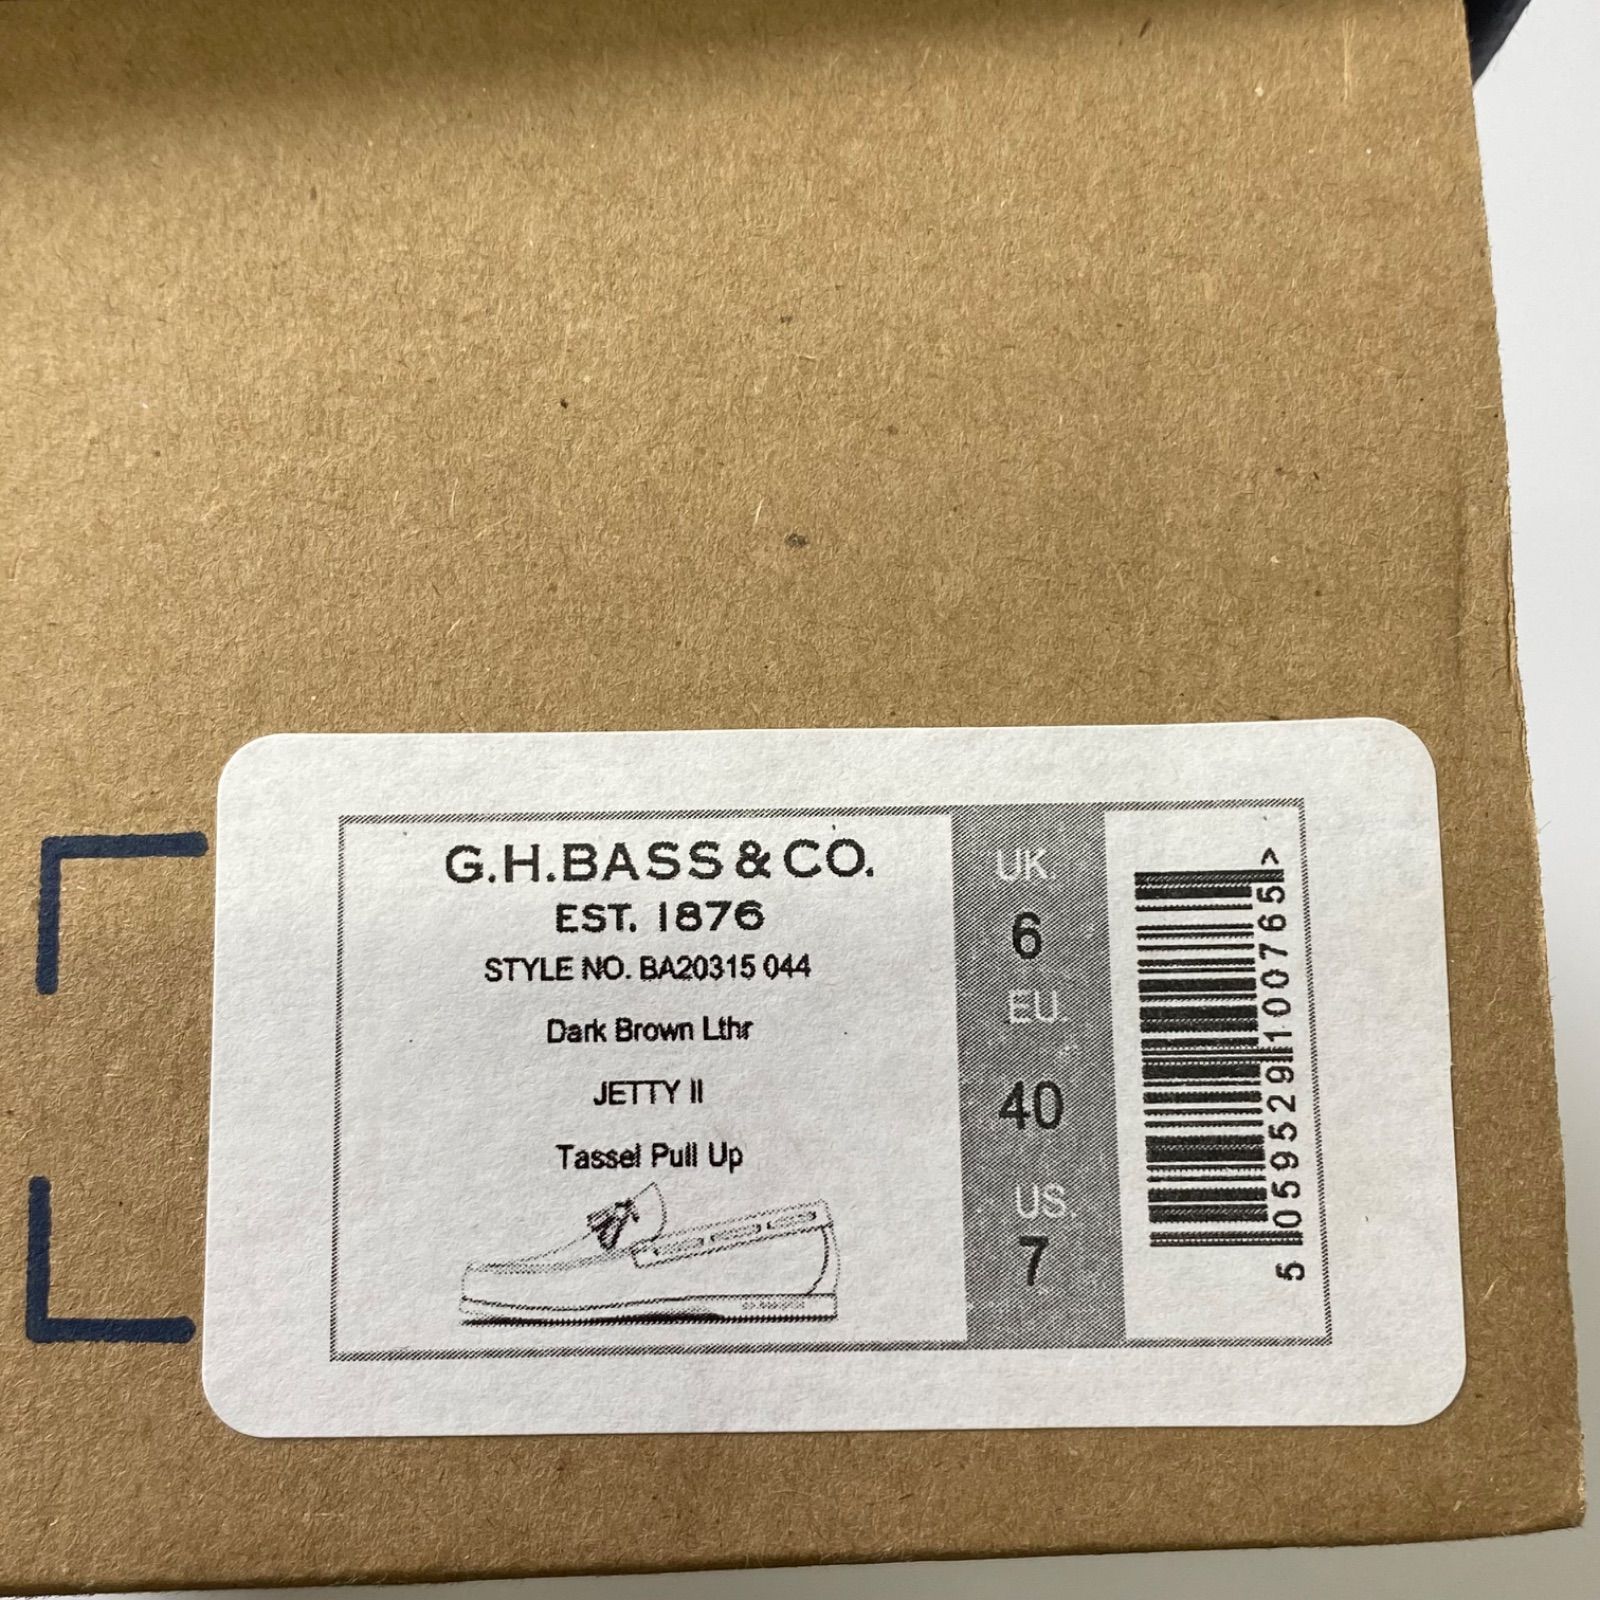 G.H.BASS & CO.
EST. 1876
STYLE NO. BA20315 044
Dark Brown Lthr
JETTY II
Tassel Pull Up
UK.
6
EU.
40
US.
7
5 059529 100765 >